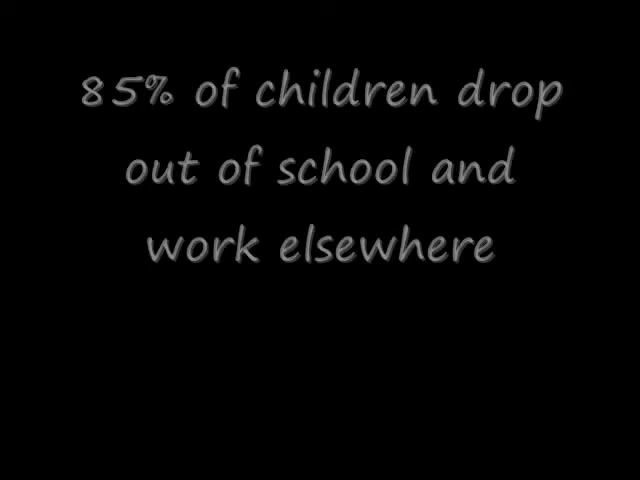 85% of children drop
out of school and
work elsewhere